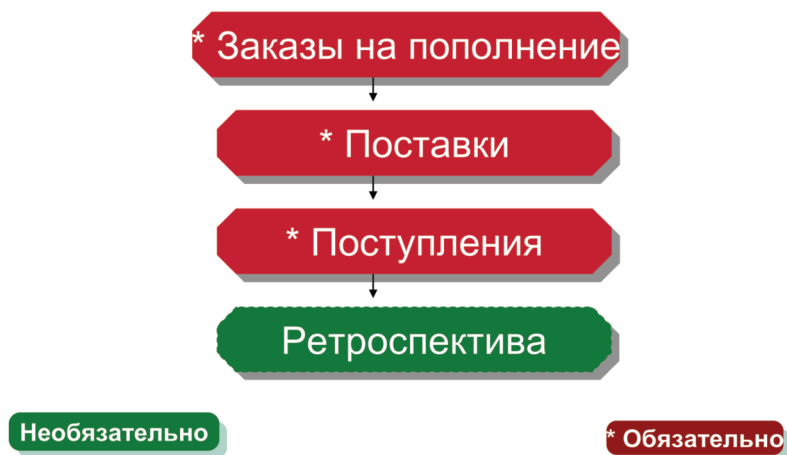 * Заказы на пополнение
* Поставки
* Поступления
Ретроспектива
Необязательно
* Обязательно